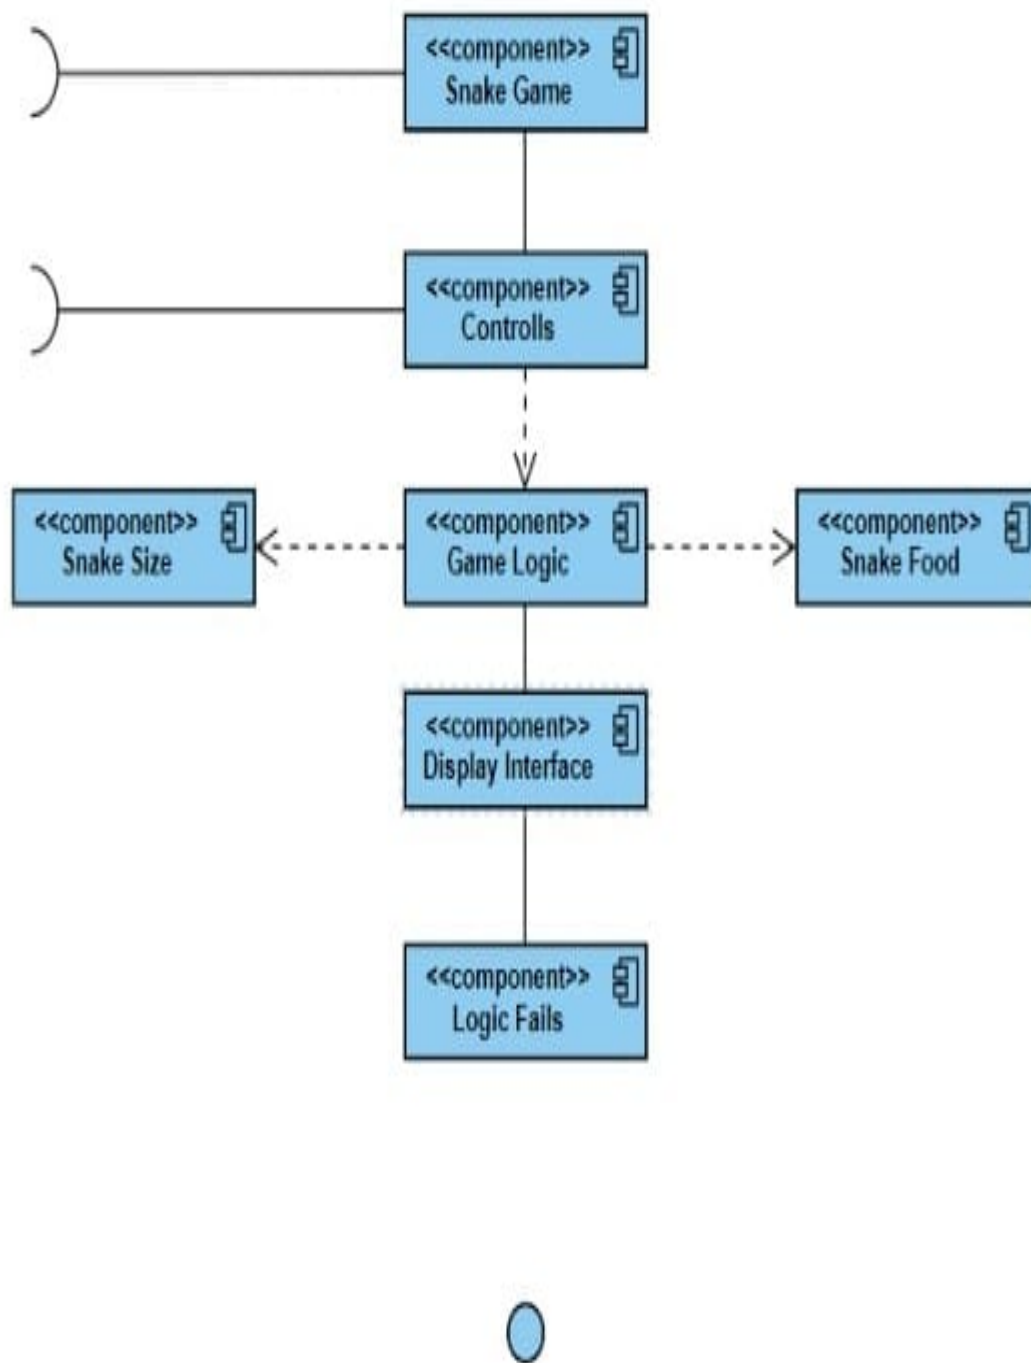 <<component>>
Snake Game
<<component>>
Controlls
<<component>>
Snake Size
<<component>>
Game Logic
<<component>>
Snake Food
<<component>>
Display Interface
<<component>>
Logic Fails